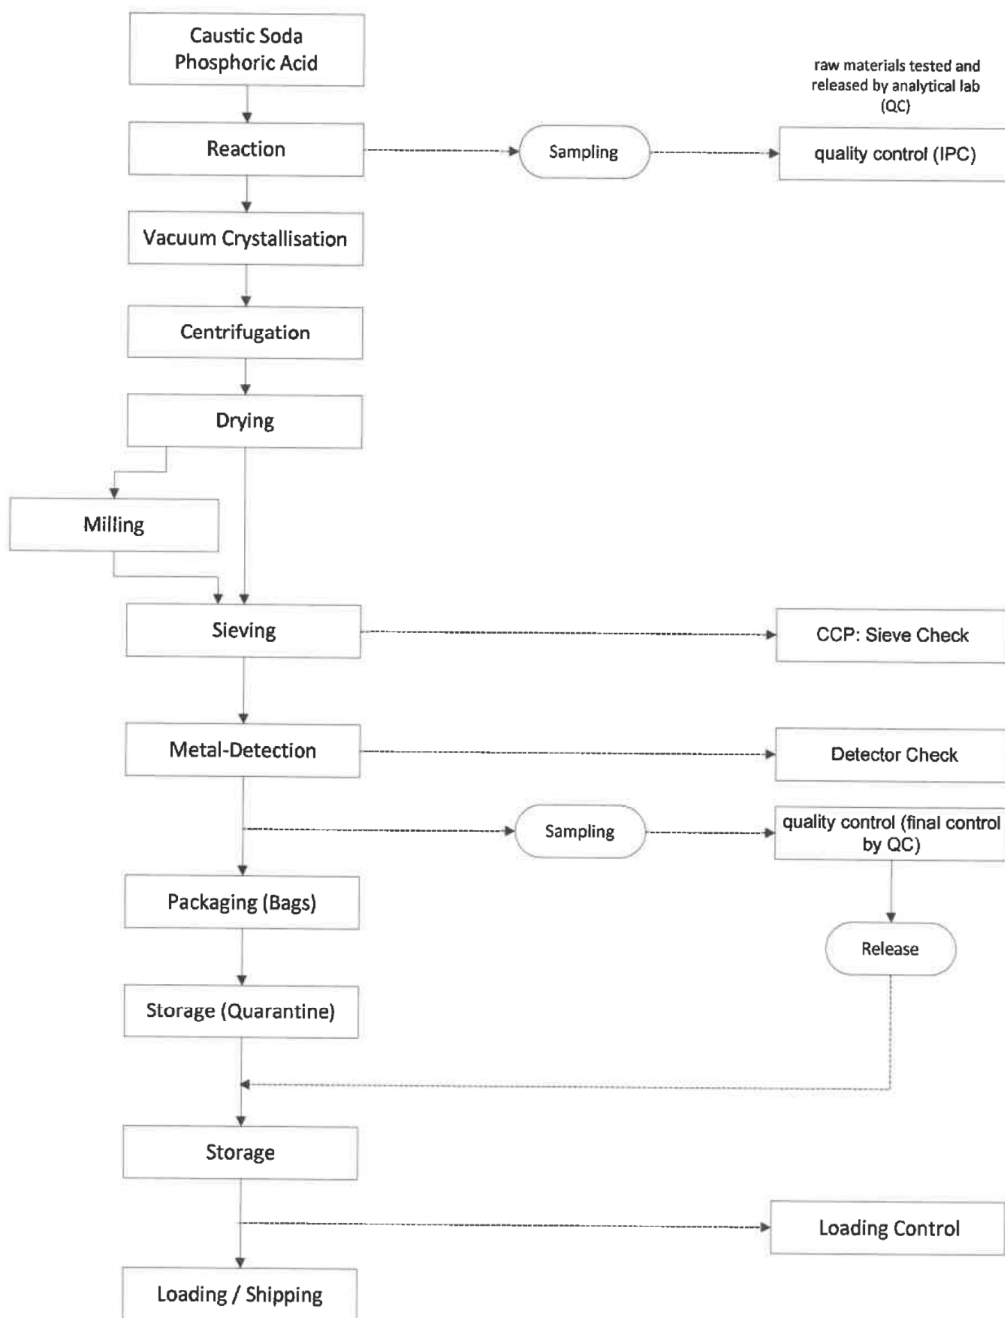 Caustic Soda
Phosphoric Acid
raw materials tested and
released by analytical lab
(QC)
Reaction
Sampling
quality control (IPC)
Vacuum Crystallisation
Centrifugation
Drying
Milling
Sieving
CCP: Sieve Check
Metal-Detection
Detector Check
Sampling
quality control (final control
by QC)
Packaging (Bags)
Release
Storage (Quarantine)
Storage
Loading Control
Loading / Shipping